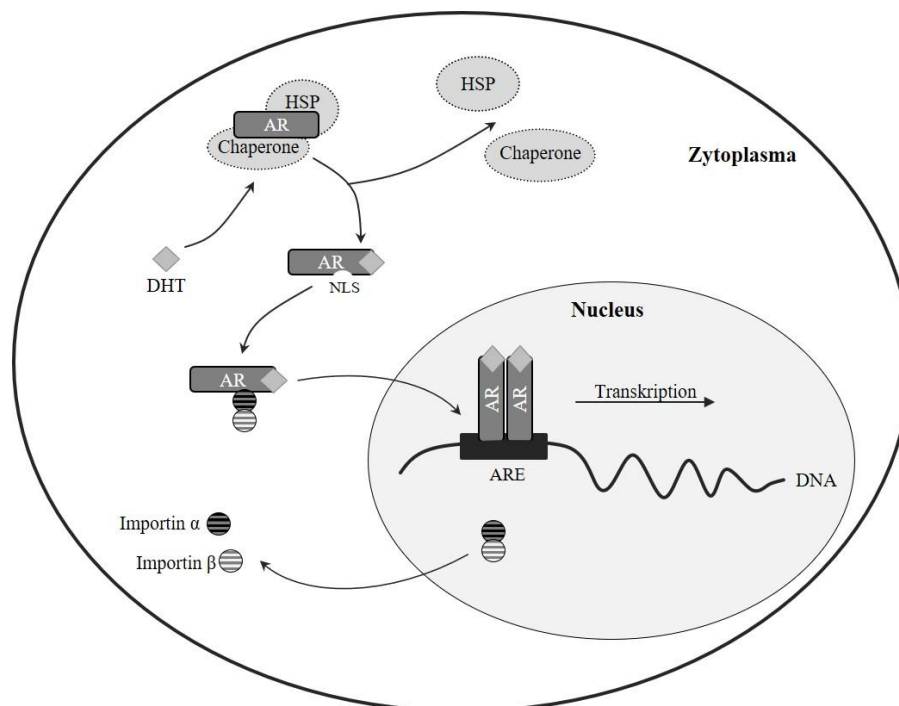 HSP
AR
Chaperone
HSP
Chaperone
Zytoplasma
DHT
AR
NLS
Nucleus
AR
AR
AR
Transkription
ARE
DNA
Importin α
Importin β